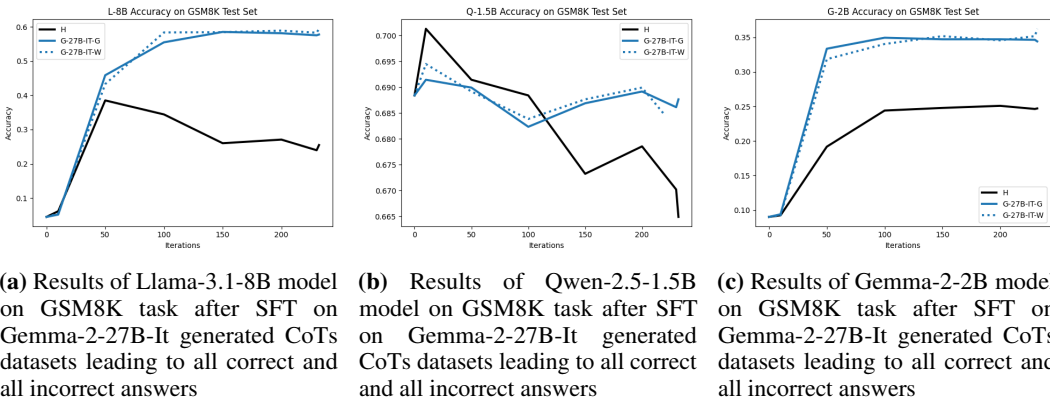 L-8B Accuracy on GSM8K Test Set
0.6
0.5
0.4
0.3
0.2
0.1
Accuracy
H
G-27B-IT-G
G-27B-IT-W
0
50
100
150
200
Iterations
Q-1.5B Accuracy on GSM8K Test Set
0.700
0.695
0.690
0.685
0.680
0.675
0.670
0.665
Accuracy
H
G-27B-IT-G
G-27B-IT-W
0
50
100
150
200
Iterations
G-2B Accuracy on GSM8K Test Set
0.35
0.30
0.25
0.20
0.15
0.10
Accuracy
H
G-27B-IT-G
G-27B-IT-W
0
50
100
150
200
Iterations
(a) Results of Llama-3.1-8B model
on GSM8K task after SFT on
Gemma-2-27B-It generated CoTs
datasets leading to all correct and
all incorrect answers
(b) Results of Qwen-2.5-1.5B
model on GSM8K task after SFT
on Gemma-2-27B-It generated
CoTs datasets leading to all correct
and all incorrect answers
(c) Results of Gemma-2-2B model
on GSM8K task after SFT on
Gemma-2-27B-It generated CoTs
datasets leading to all correct and
all incorrect answers